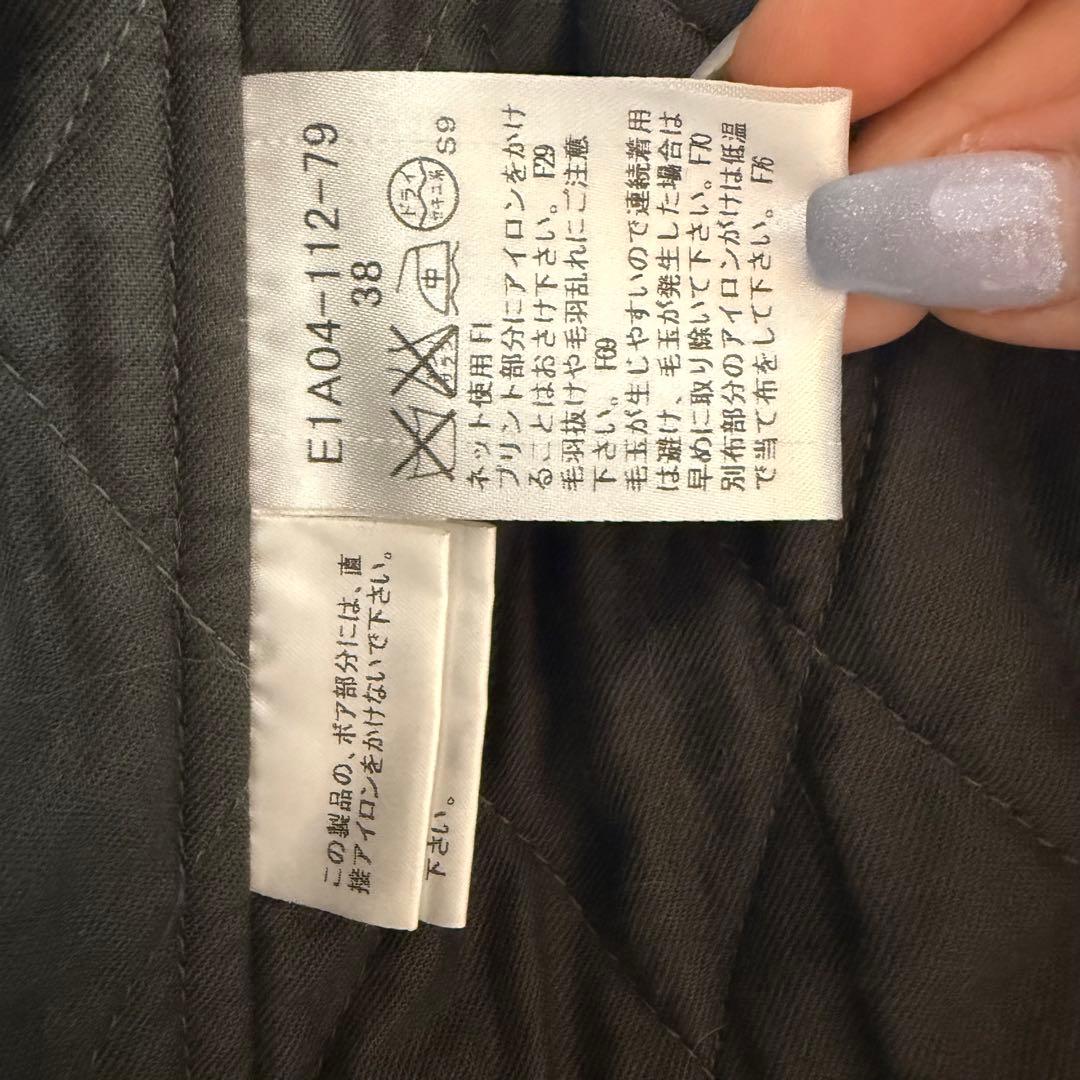 E1A04-112-79
38
中
ドライ
セキユ系
S9
ネット使用 F1
プリント部分にアイロンをかけ
ることはおさけ下さい。 F29
毛羽抜けや毛羽乱れにご注意
下さい。 F69
毛玉が生じやすいので連続着用
は避け、毛玉が発生した場合は
早めに取り除いて下さい。 F70
別布部分のアイロンがけは低温
で当て布をして下さい。 F76
この製品の、ボア部分には、直
接アイロンをかけないで下さい。
下さい。